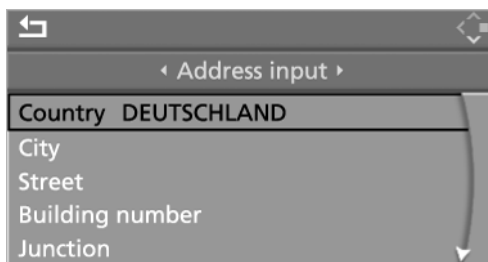 Address input
Country DEUTSCHLAND
City
Street
Building number
Junction